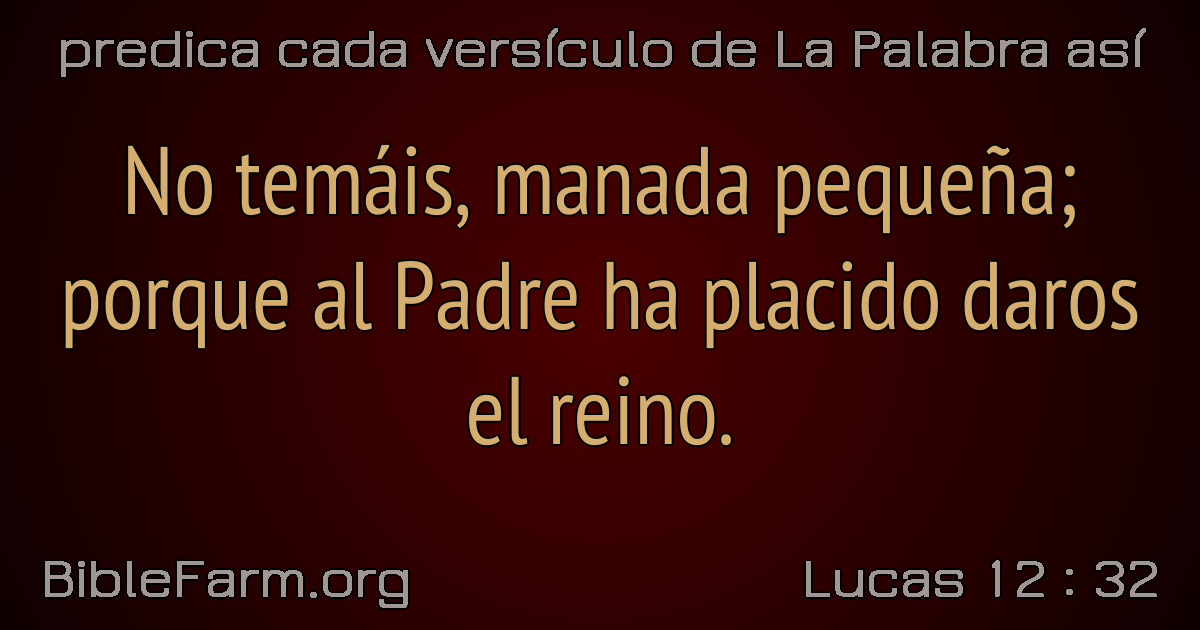 predica cada versículo de La Palabra así
No temáis, manada pequeña;
porque al Padre ha placido daros
el reino.
BibleFarm.org
Lucas 12 : 32